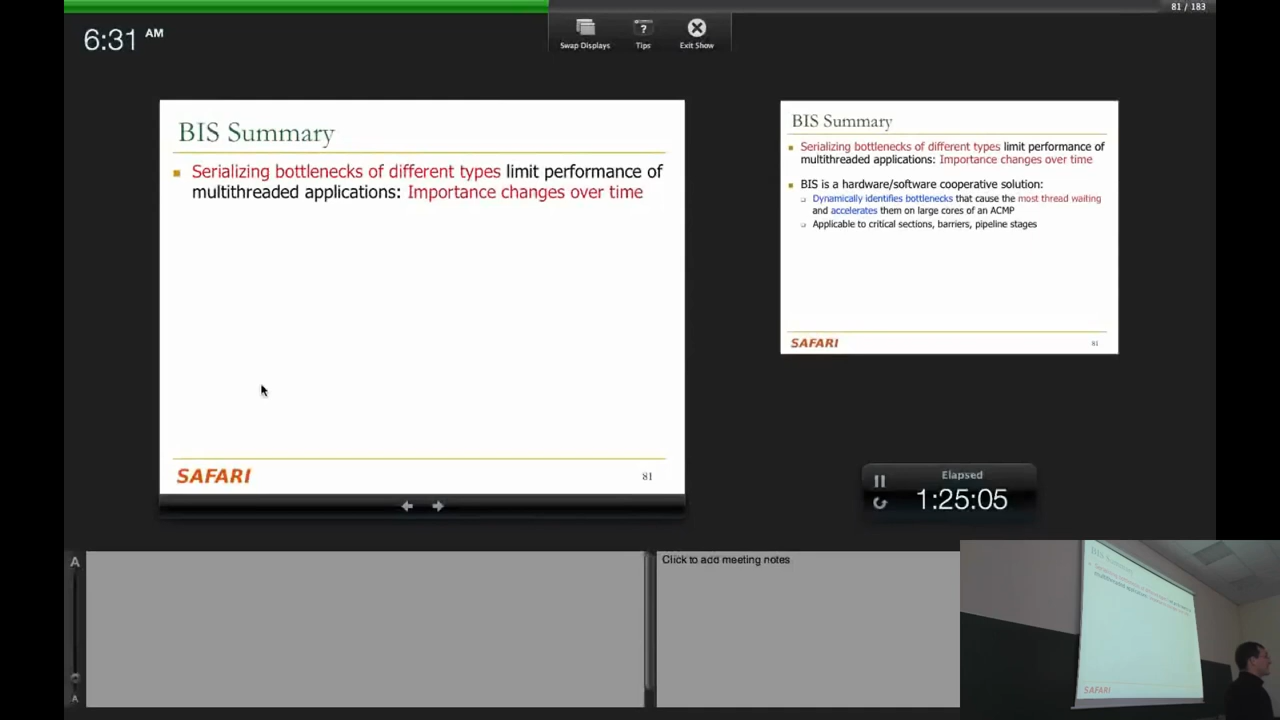 81 / 183
6:31 AM
Swap Displays
Tips
Exit Show
BIS Summary
Serializing bottlenecks of different types limit performance of
multithreaded applications: Importance changes over time
SAFARI
81
BIS Summary
Serializing bottlenecks of different types limit performance of
multithreaded applications: Importance changes over time
BIS is a hardware/software cooperative solution:
Dynamically identifies bottlenecks that cause the most thread waiting
and accelerates them on large cores of an ACMP
Applicable to critical sections, barriers, pipeline stages
SAFARI
81
Elapsed
1:25:05
A
A
Click to add meeting notes
BIS Summary
SAFARI